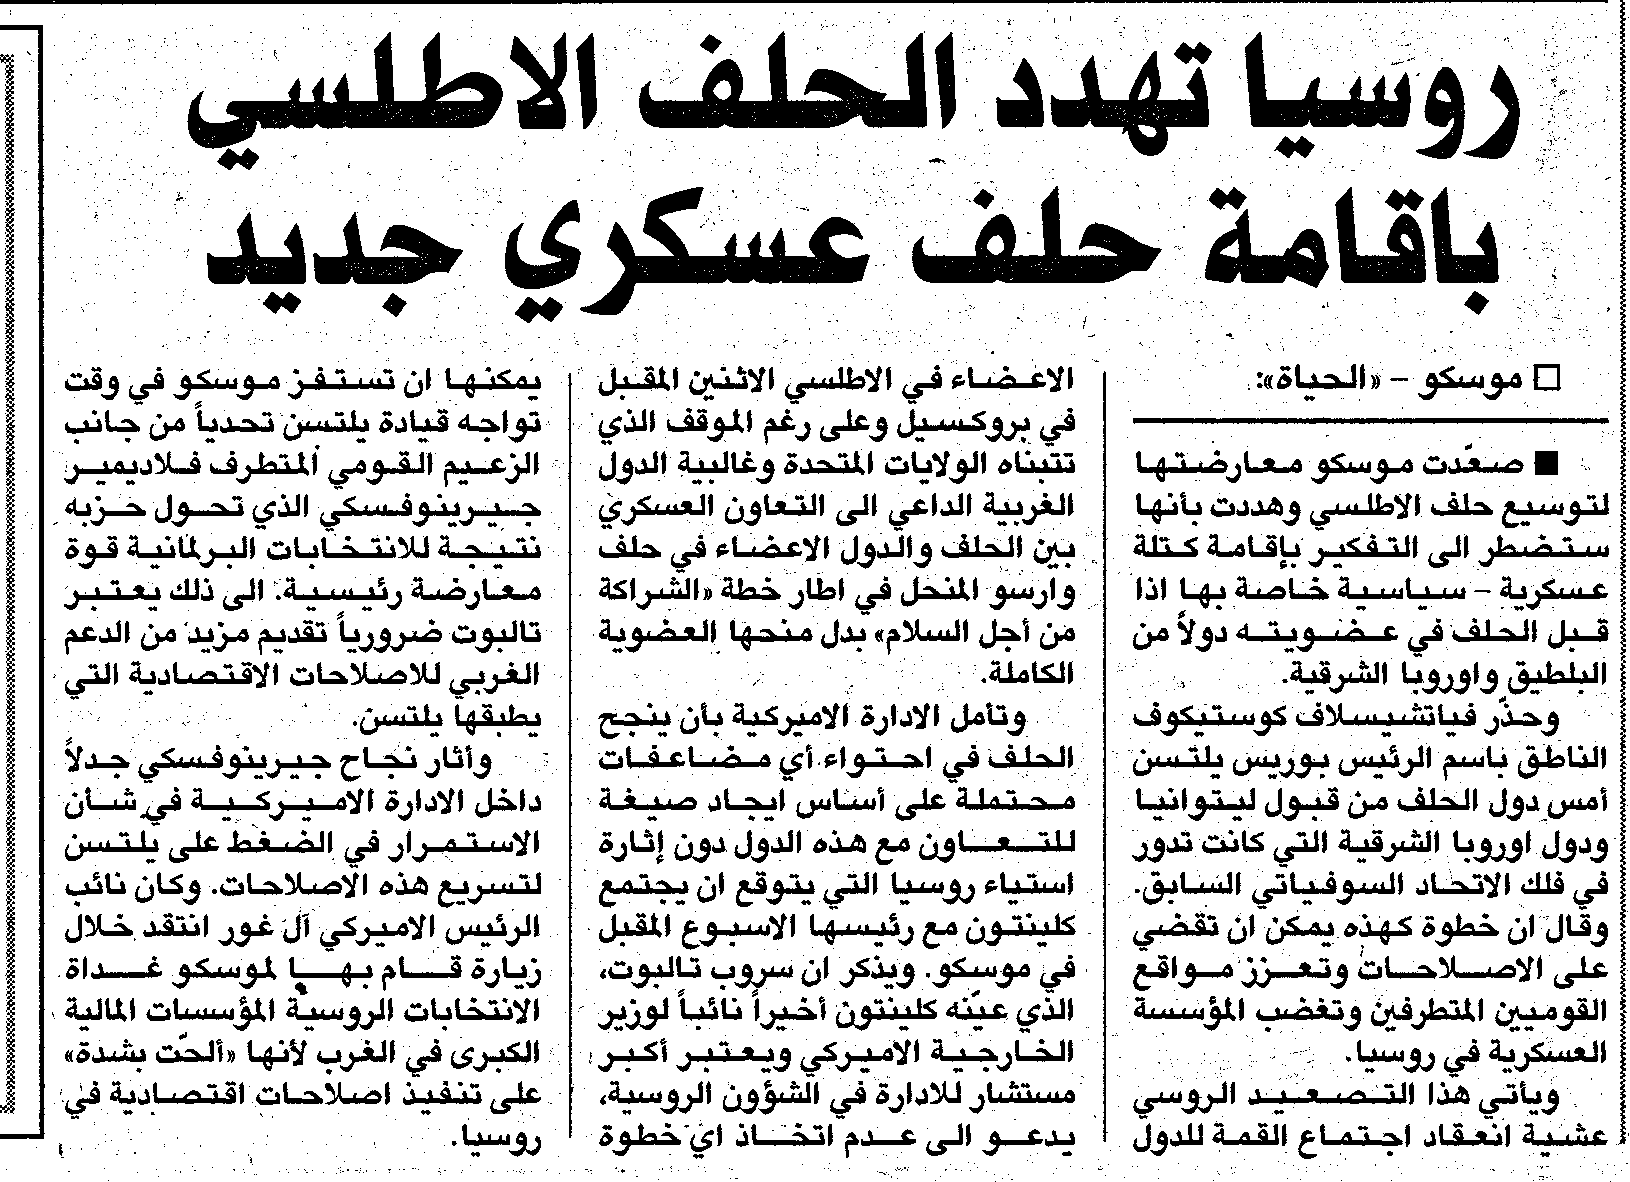 روسيا تهدد الحلف الاطلسي
باقامة حلف عسكري جديد
□ موسكو - «الحياة»:
■ صعّدت موسكو معارضتها
لتوسيع حلف الاطلسي وهددت بأنها
ستضطر الى التفكير بإقامة كتلة
عسكرية - سياسية خاصة بها اذا
قبل الحلف في عضويته دولاً من
البلطيق واوروبا الشرقية.
وحذّر فياتشيسلاف كوستيكوف
الناطق باسم الرئيس بوريس يلتسن
أمس دول الحلف من قبول ليتوانيا
ودول اوروبا الشرقية التي كانت تدور
في فلك الاتحاد السوفياتي السابق.
وقال ان خطوة كهذه يمكن ان تقضي
على الاصلاحات وتعزز مواقع
القوميين المتطرفين وتغضب المؤسسة
العسكرية في روسيا.
ويأتي هذا التصعيد الروسي
عشية انعقاد اجتماع القمة للدول
الاعضاء في الاطلسي الاثنين المقبل
في بروكسيل وعلى رغم الموقف الذي
تتبناه الولايات المتحدة وغالبية الدول
الغربية الداعي الى التعاون العسكري
بين الحلف والدول الاعضاء في حلف
وارسو المنحل في اطار خطة «الشراكة
من أجل السلام» بدل منحها العضوية
الكاملة.
وتأمل الادارة الاميركية بأن ينجح
الحلف في احتواء أي مضاعفات
محتملة على أساس ايجاد صيغة
للتعاون مع هذه الدول دون إثارة
استياء روسيا التي يتوقع ان يجتمع
كلينتون مع رئيسها الاسبوع المقبل
في موسكو. ويذكر ان سروب تالبوت،
الذي عيّنه كلينتون أخيراً نائباً لوزير
الخارجية الاميركي ويعتبر أكبر
مستشار للادارة في الشؤون الروسية،
يدعو الى عدم اتخاذ اي خطوة
يمكنها ان تستفز موسكو في وقت
تواجه قيادة يلتسن تحدياً من جانب
الزعيم القومي المتطرف فلاديمير
جيرينوفسكي الذي تحول حزبه
نتيجة للانتخابات البرلمانية قوة
معارضة رئيسية. الى ذلك يعتبر
تالبوت ضرورياً تقديم مزيد من الدعم
الغربي للاصلاحات الاقتصادية التي
يطبقها يلتسن.
وأثار نجاح جيرينوفسكي جدلاً
داخل الادارة الاميركية في شأن
الاستمرار في الضغط على يلتسن
لتسريع هذه الاصلاحات. وكان نائب
الرئيس الاميركي آل غور انتقد خلال
زيارة قام بها لموسكو غداة
الانتخابات الروسية المؤسسات المالية
الكبرى في الغرب لأنها «ألحّت بشدة»
على تنفيذ اصلاحات اقتصادية في
روسيا.